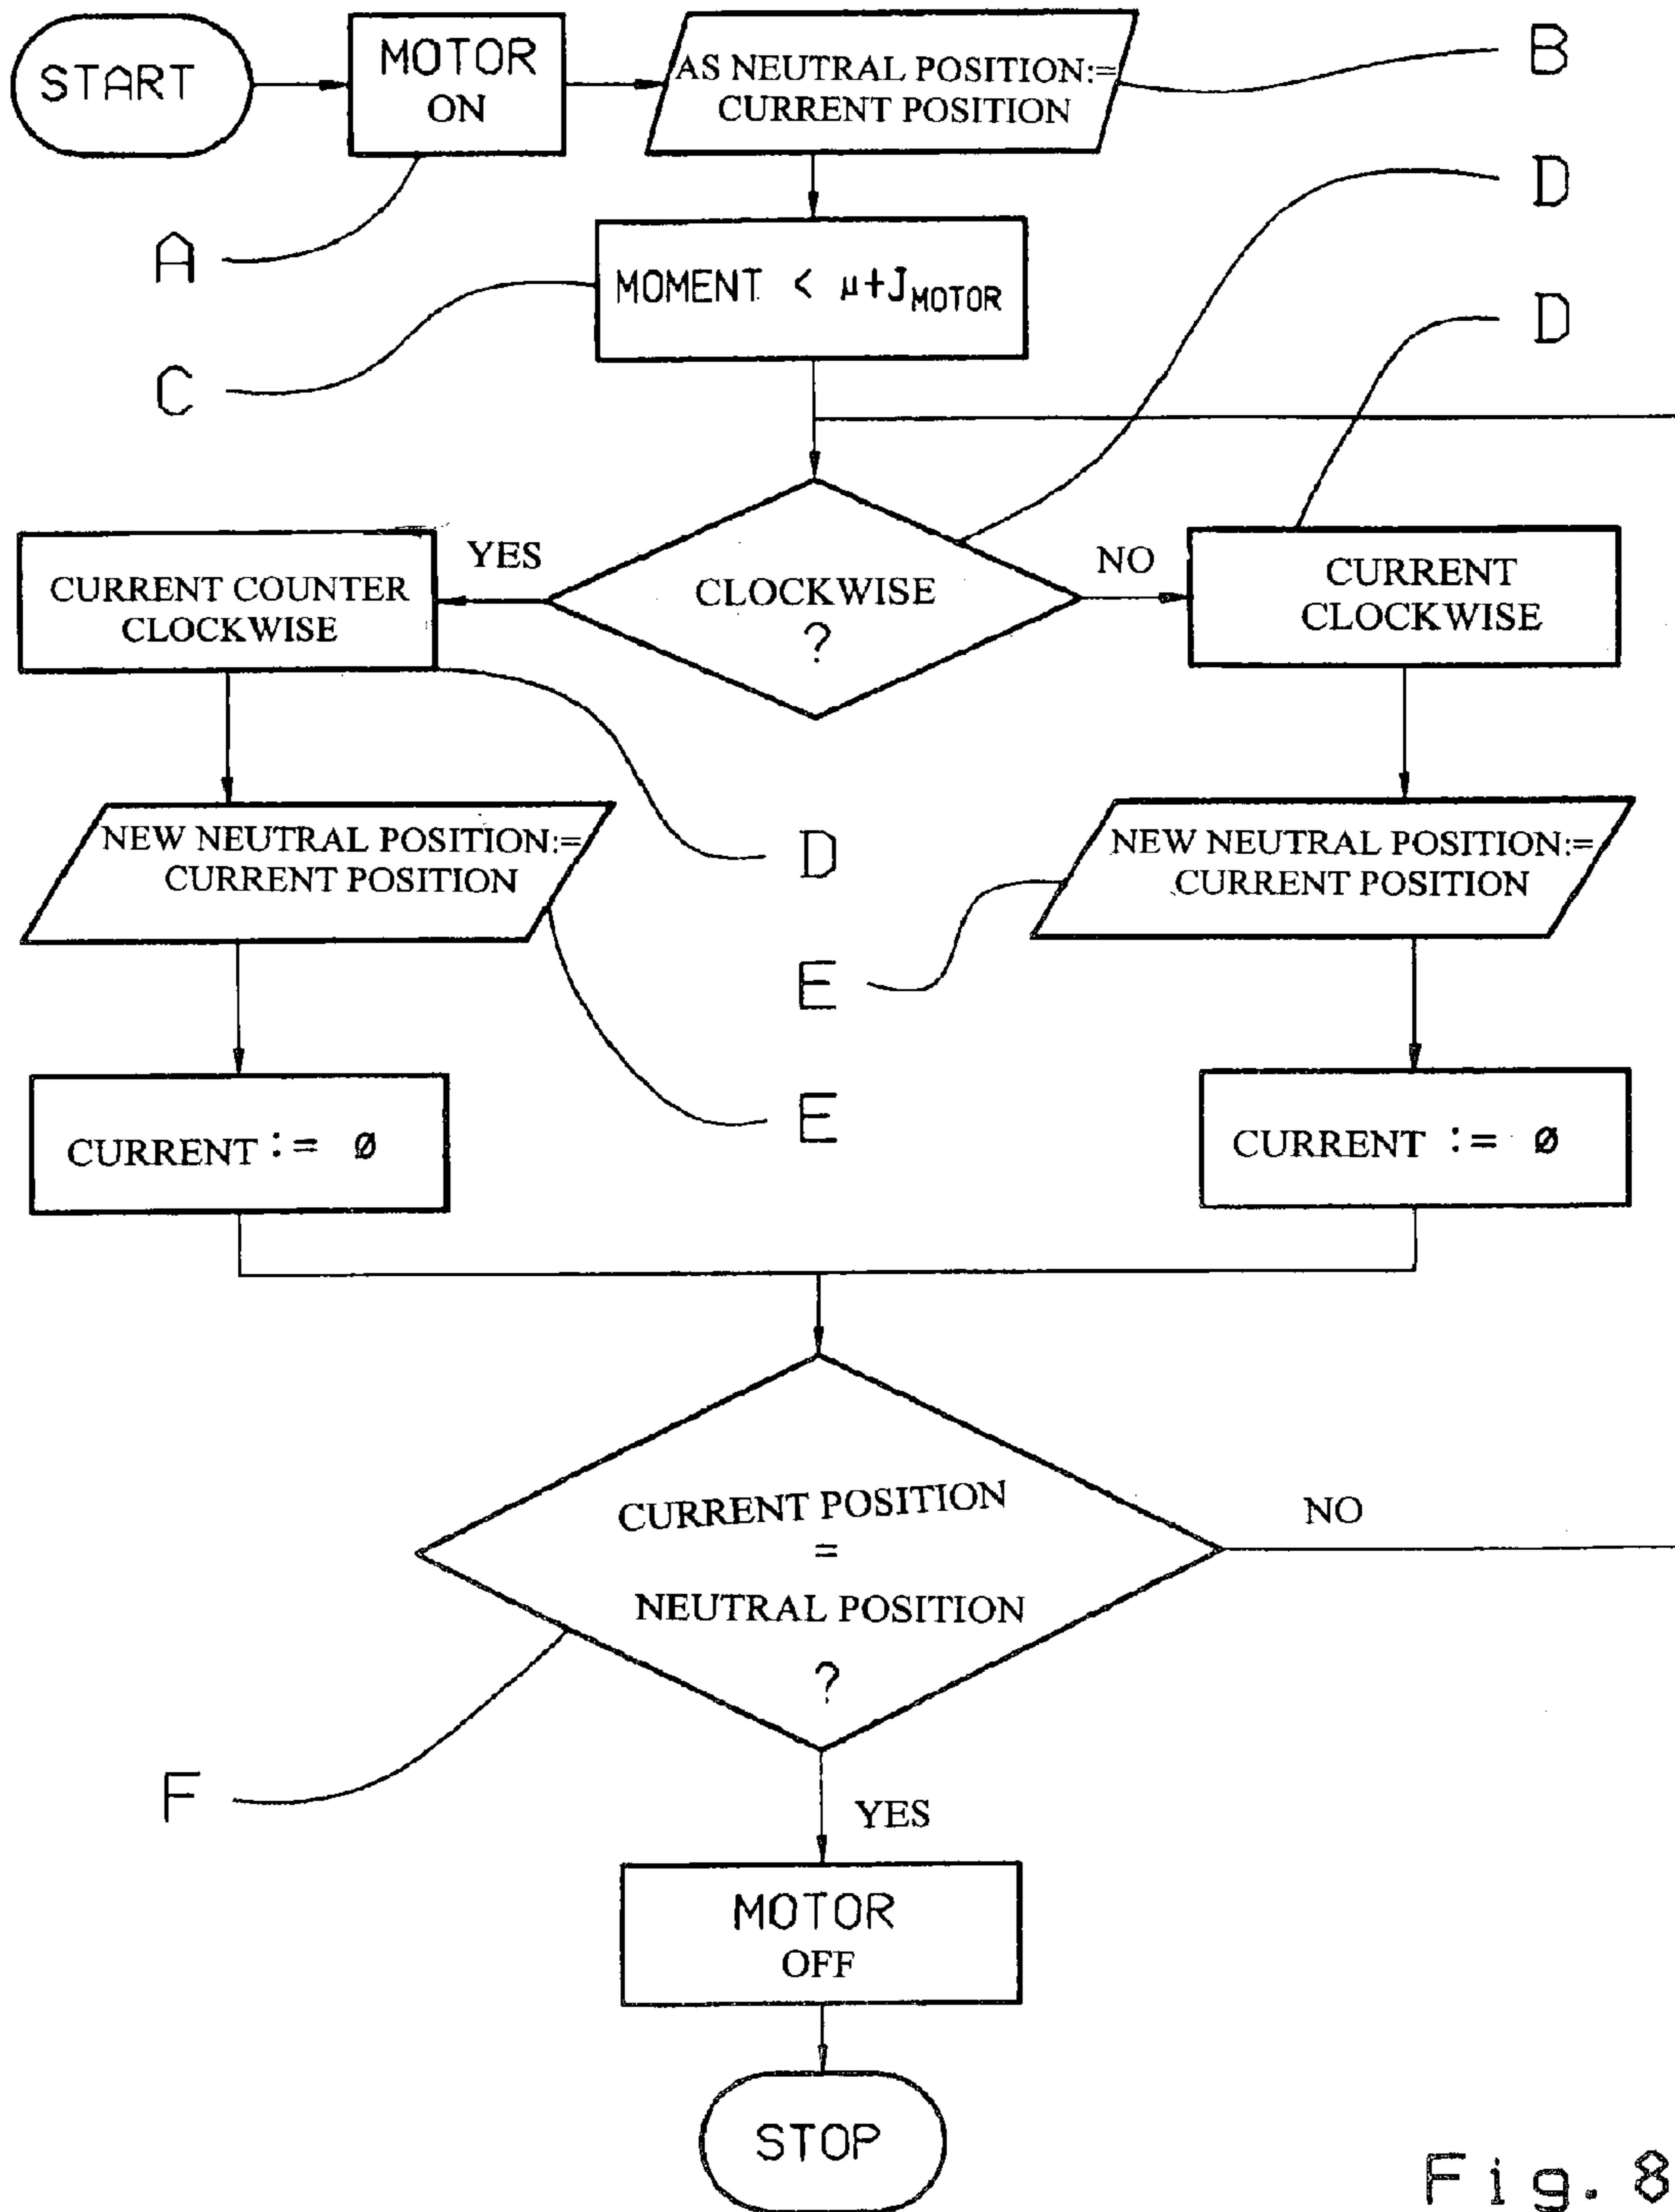 START
MOTOR
ON
AS NEUTRAL POSITION:=
CURRENT POSITION
B
D
A
MOMENT < µ+J_MOTOR
D
C
YES
NO
CURRENT COUNTER
CLOCKWISE
CLOCKWISE
?
CURRENT
CLOCKWISE
NEW NEUTRAL POSITION:=
CURRENT POSITION
D
NEW NEUTRAL POSITION:=
CURRENT POSITION
E
E
CURRENT := ø
CURRENT := ø
CURRENT POSITION
=
NEUTRAL POSITION
?
NO
F
YES
MOTOR
OFF
STOP
Fig. 8